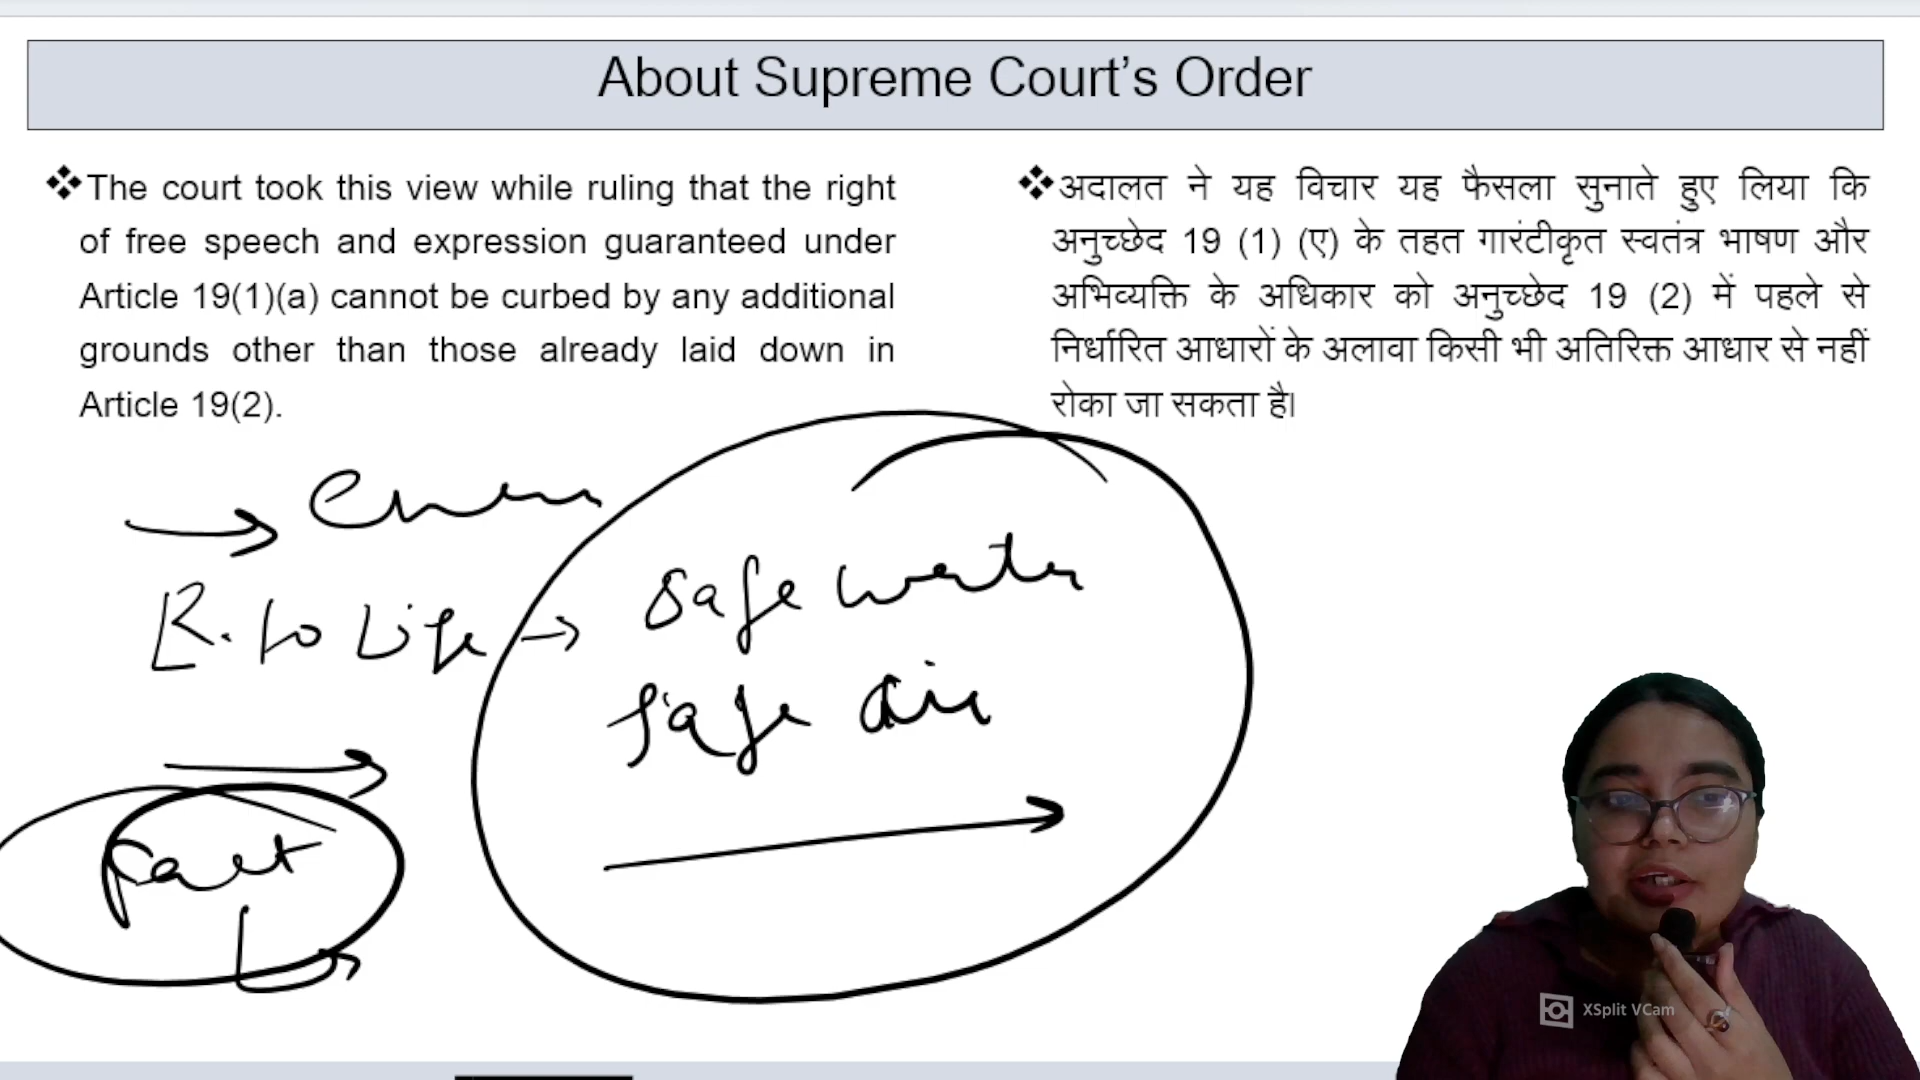 About Supreme Court’s Order
❖The court took this view while ruling that the right
of free speech and expression guaranteed under
Article 19(1)(a) cannot be curbed by any additional
grounds other than those already laid down in
Article 19(2).
❖अदालत ने यह विचार यह फैसला सुनाते हुए लिया कि
अनुच्छेद 19 (1) (ए) के तहत गारंटीकृत स्वतंत्र भाषण और
अभिव्यक्ति के अधिकार को अनुच्छेद 19 (2) में पहले से
निर्धारित आधारों के अलावा किसी भी अतिरिक्त आधार से नहीं
रोका जा सकता है।
R. to Life → safe water
safe air
XSplit VCam